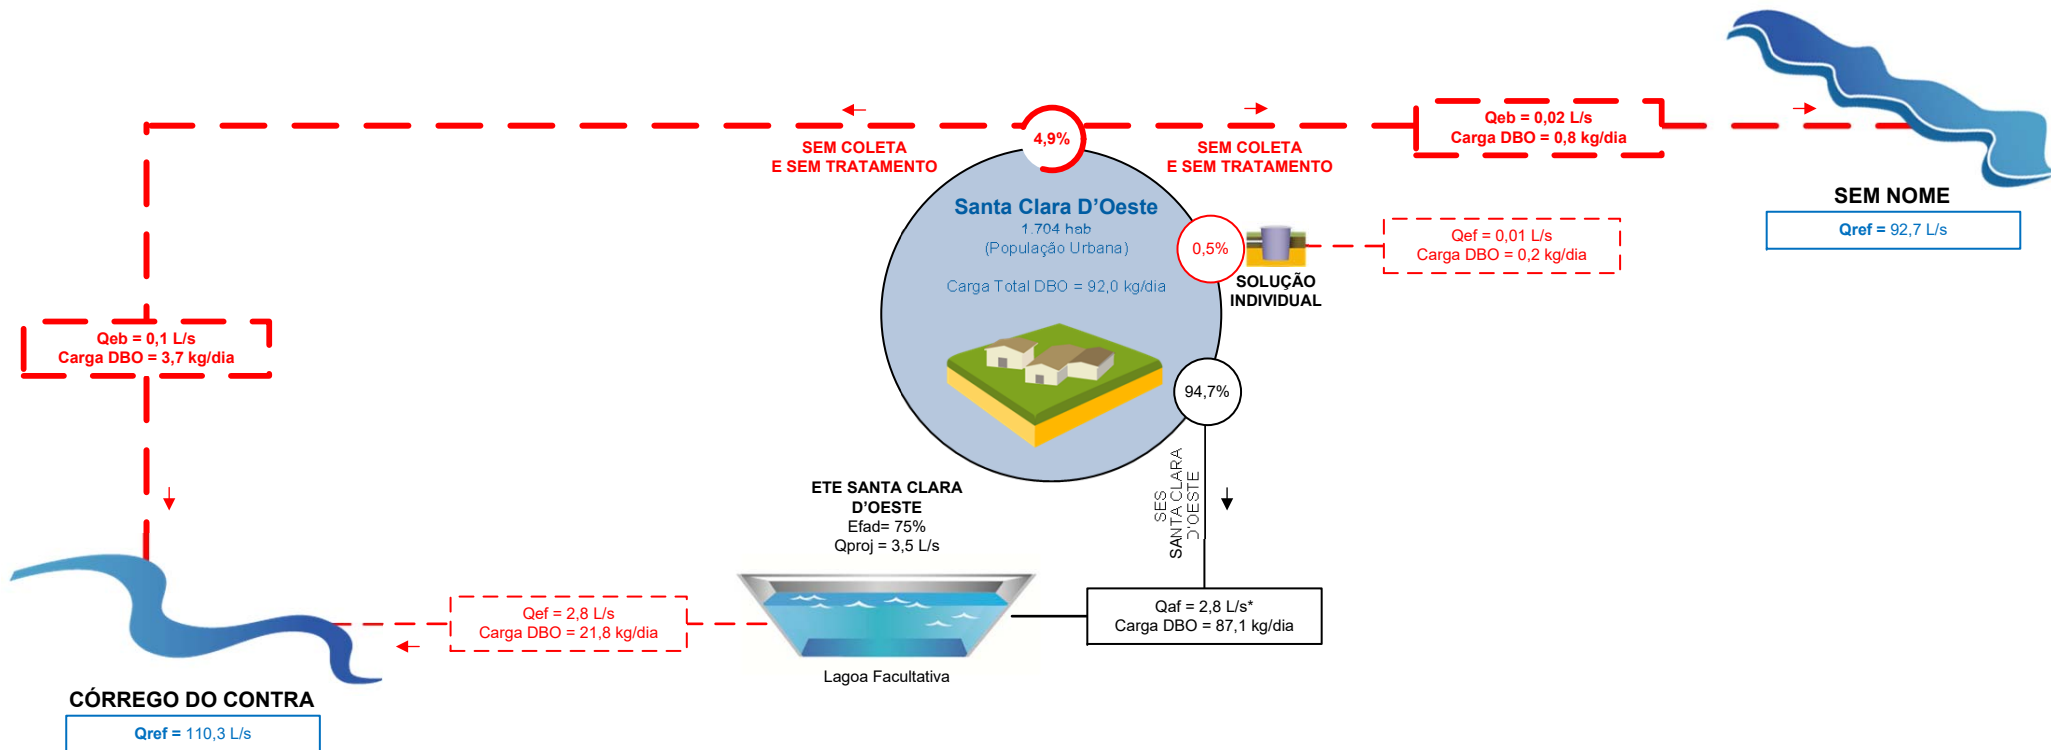 4,9%
SEM COLETA
E SEM TRATAMENTO
SEM COLETA
E SEM TRATAMENTO
Qeb = 0,02 L/s
Carga DBO = 0,8 kg/dia
SEM NOME
Qref = 92,7 L/s
Santa Clara D'Oeste
1.704 hab
(População Urbana)
Carga Total DBO = 92,0 kg/dia
0,5%
SOLUÇÃO
INDIVIDUAL
Qef = 0,01 L/s
Carga DBO = 0,2 kg/dia
Qeb = 0,1 L/s
Carga DBO = 3,7 kg/dia
94,7%
SES
SANTA CLARA
D'OESTE
ETE SANTA CLARA
D'OESTE
Efad= 75%
Qproj = 3,5 L/s
Lagoa Facultativa
Qaf = 2,8 L/s*
Carga DBO = 87,1 kg/dia
Qef = 2,8 L/s
Carga DBO = 21,8 kg/dia
CÓRREGO DO CONTRA
Qref = 110,3 L/s